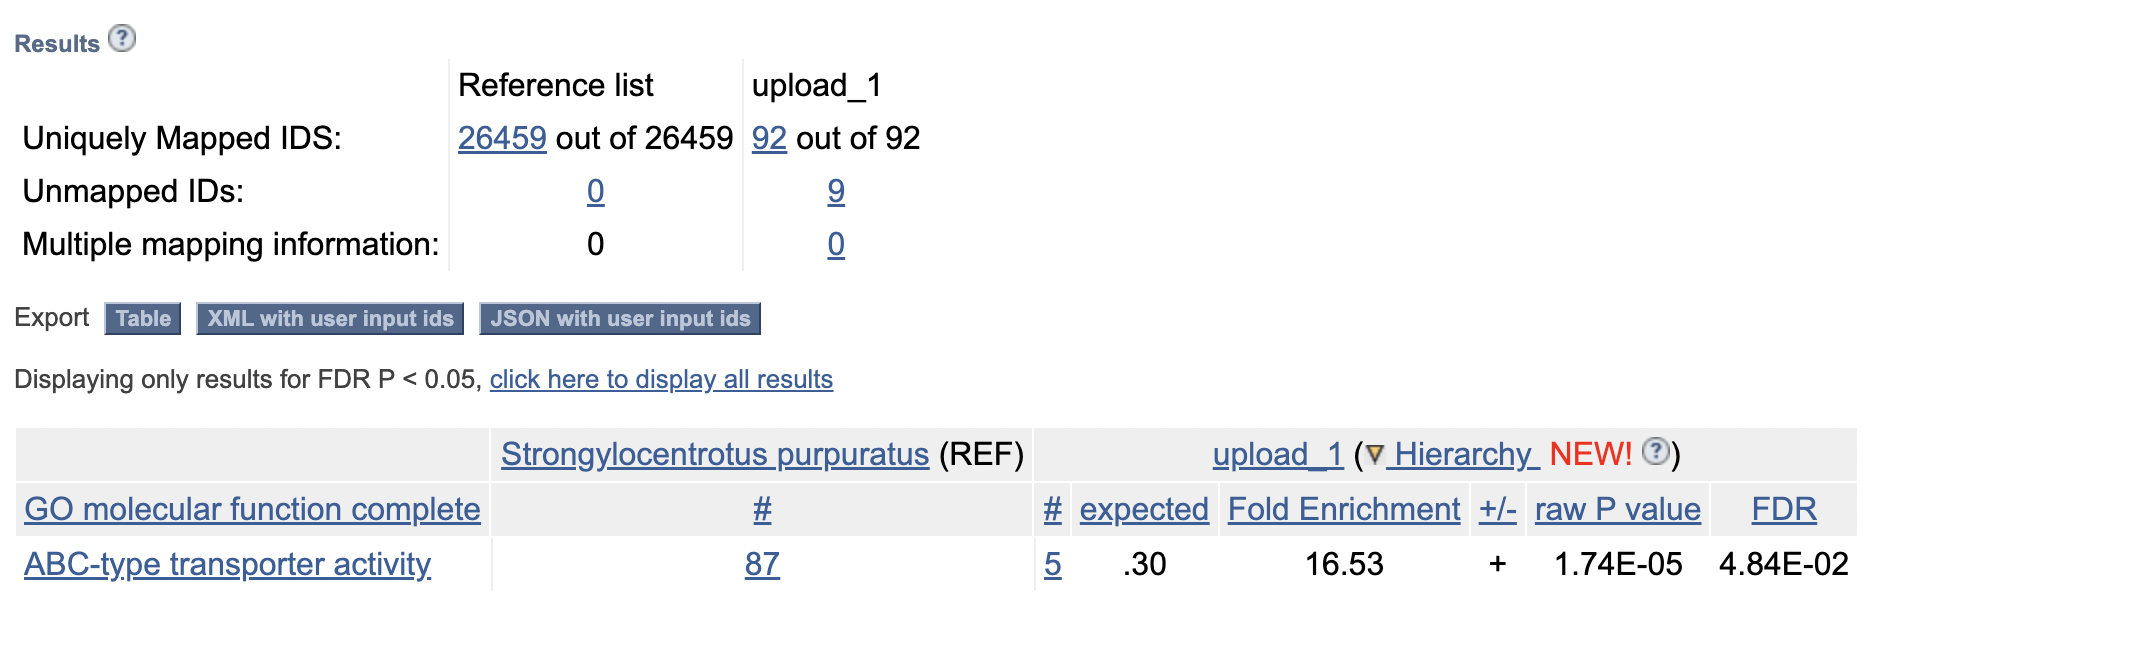 Results ?
Reference list upload_1
Uniquely Mapped IDS: 26459 out of 26459 92 out of 92
Unmapped IDs: 0 9
Multiple mapping information: 0 0
Export Table XML with user input ids JSON with user input ids
Displaying only results for FDR P < 0.05, click here to display all results
Strongylocentrotus purpuratus (REF) upload_1 (▼ Hierarchy NEW! ?)
GO molecular function complete # # expected Fold Enrichment +/- raw P value FDR
ABC-type transporter activity 87 5 .30 16.53 + 1.74E-05 4.84E-02